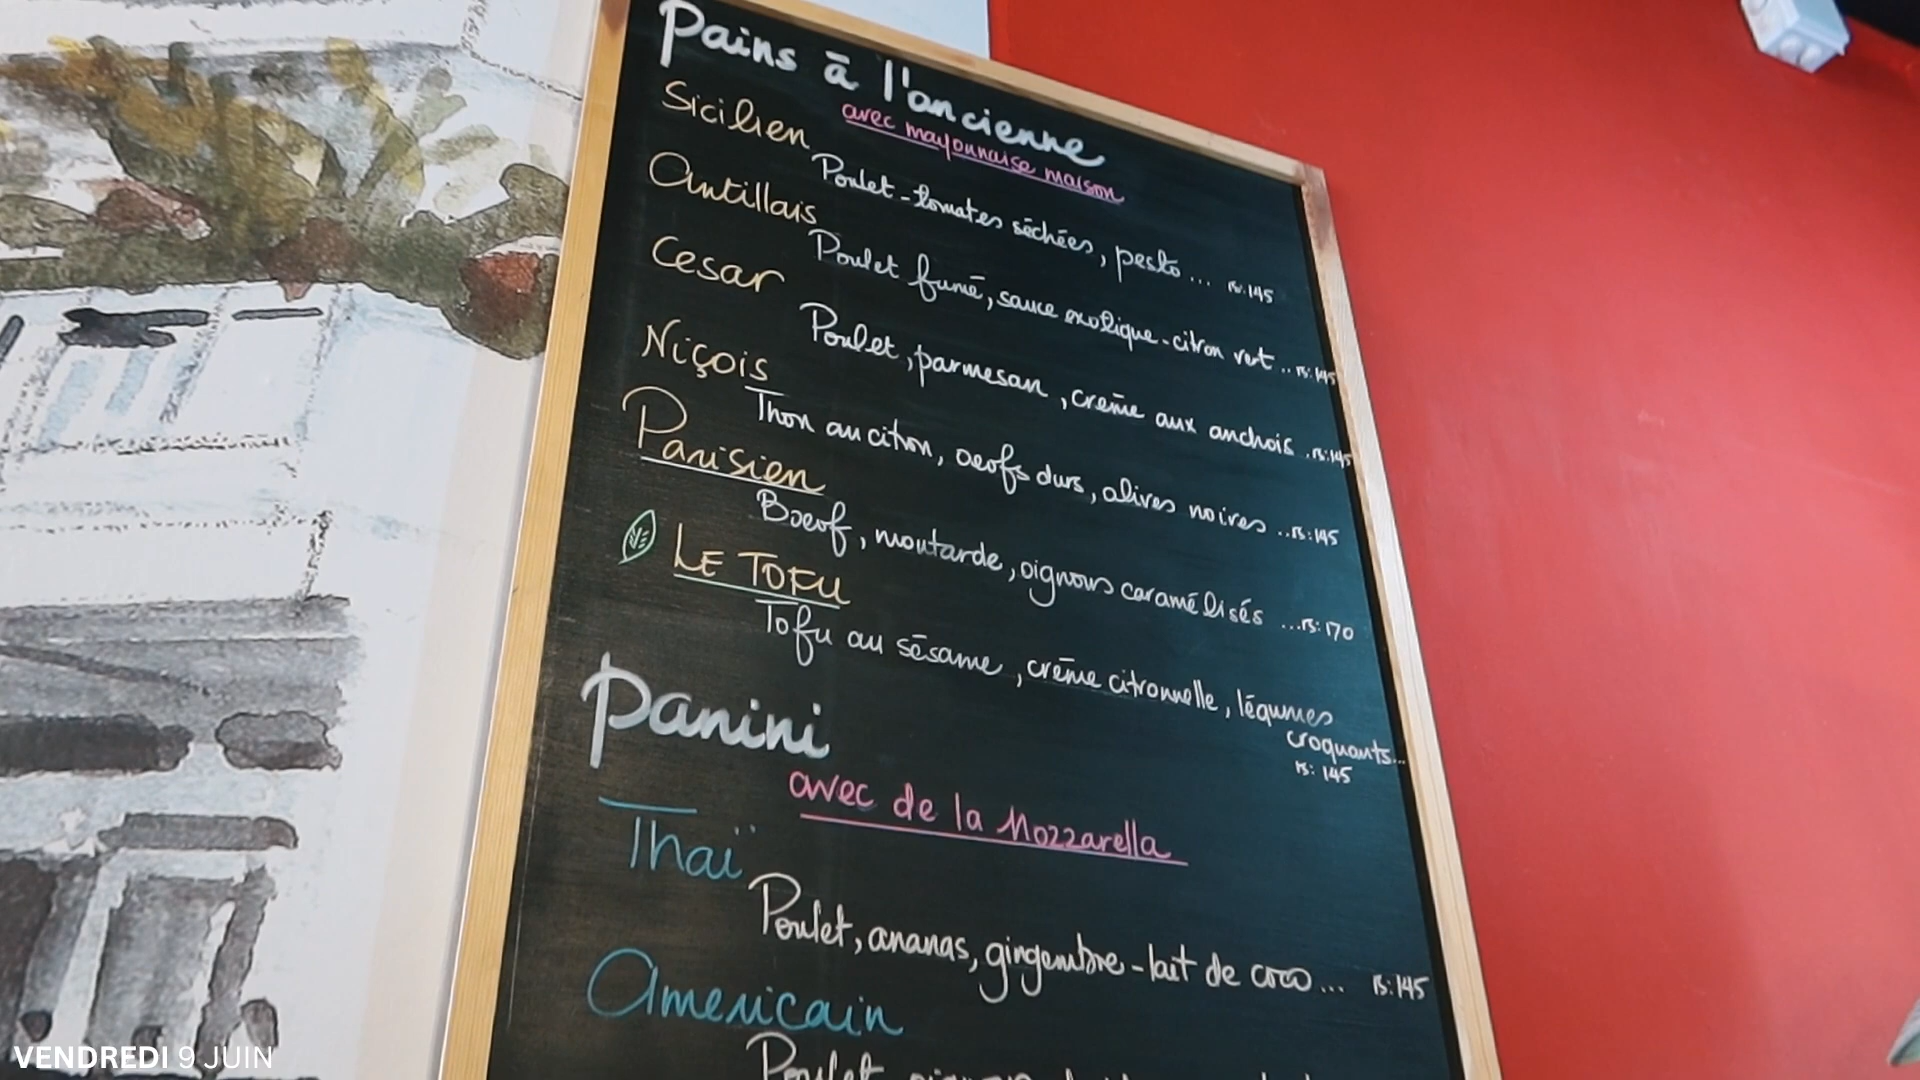 Pains à l'ancienne
avec mayonnaise maison
Sicilien
Poulet - tomates séchées, pesto ... Rs: 145
Antillais
Poulet fumé, sauce exotique - citron vert .. Rs: 145
Cesar
Poulet, parmesan, crème aux anchois . Rs: 145
Niçois
Thon au citron, oeufs durs, olives noires .. Rs: 145
Parisien
Boeuf, moutarde, oignons caramélisés ... Rs: 170
LE TOFU
Tofu au sésame, crème citronnelle, légumes
croquants...
Rs: 145
Panini
avec de la Mozzarella
Thaï
Poulet, ananas, gingembre - lait de coco ... Rs: 145
Americain
Poulet
VENDREDI 9 JUIN